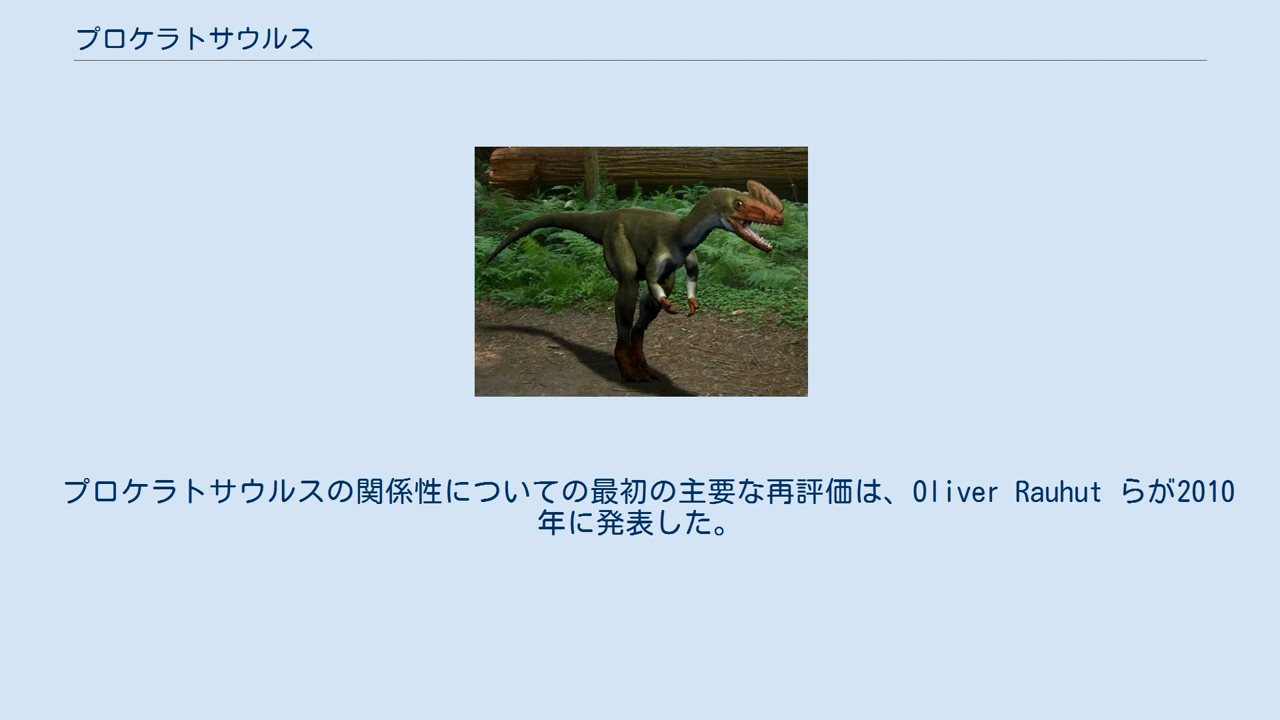 プロケラトサウルス
プロケラトサウルスの関係性についての最初の主要な再評価は、Oliver Rauhut らが2010
年に発表した。